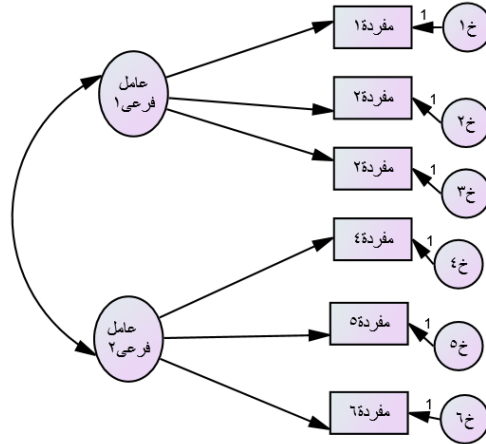 مفردة١
1
خ١
عامل
فرعى١
مفردة٢
1
خ٢
مفردة٢
1
خ٣
مفردة٤
1
خ٤
عامل
فرعى٢
مفردة٥
1
خ٥
مفردة٦
1
خ٦